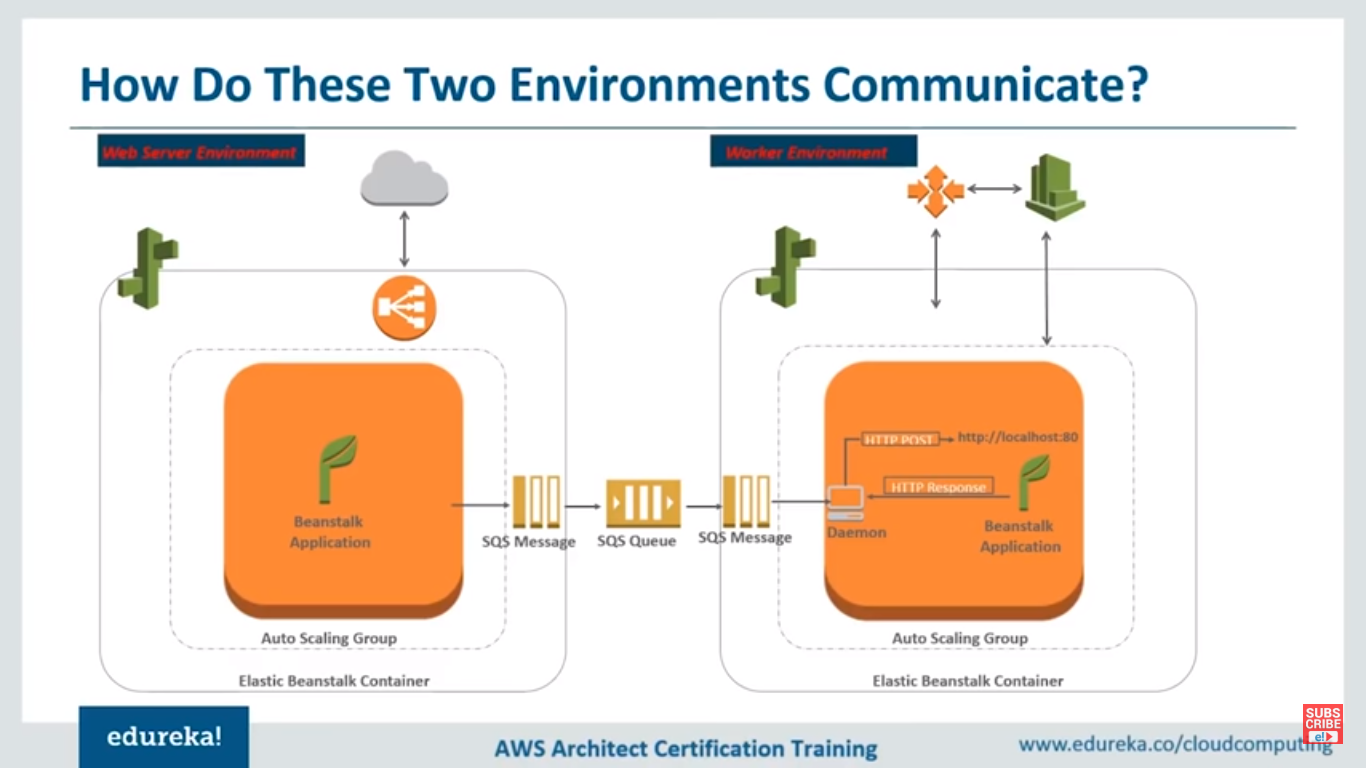 How Do These Two Environments Communicate?
Web Server Environment
Worker Environment
HTTP POST
http://localhost:80
HTTP Response
Beanstalk
Application
SQS Message
SQS Queue
SQS Message
Daemon
Beanstalk
Application
Auto Scaling Group
Auto Scaling Group
Elastic Beanstalk Container
Elastic Beanstalk Container
SUBS
CRIBE
e!
edureka!
AWS Architect Certification Training
www.edureka.co/cloudcomputing